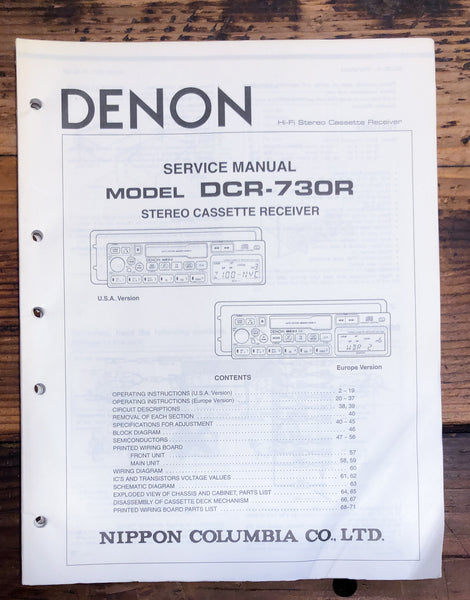 DENON
Hi-Fi Stereo Cassette Receiver
SERVICE MANUAL
MODEL DCR-730R
STEREO CASSETTE RECEIVER
DENON
U.S.A. Version
DENON
Europe Version
CONTENTS
OPERATING INSTRUCTIONS (U.S.A. Version) 2 – 19
OPERATING INSTRUCTIONS (Europe Version) 20 – 37
CIRCUIT DESCRIPTIONS 38, 39
REMOVAL OF EACH SECTION 40
SPECIFICATIONS FOR ADJUSTMENT 40 – 45
BLOCK DIAGRAM 46
SEMICONDUCTORS 47 – 56
PRINTED WIRING BOARD
FRONT UNIT 57
MAIN UNIT 58, 59
WIRING DIAGRAM 60
IC'S AND TRANSISTORS VOLTAGE VALUES 61, 62
SCHEMATIC DIAGRAM 63
EXPLODED VIEW OF CHASSIS AND CABINET, PARTS LIST 64, 65
DISASSEMBLY OF CASSETTE DECK MECHANISM 66, 67
PRINTED WIRING BOARD PARTS LIST 68-71
NIPPON COLUMBIA CO., LTD.